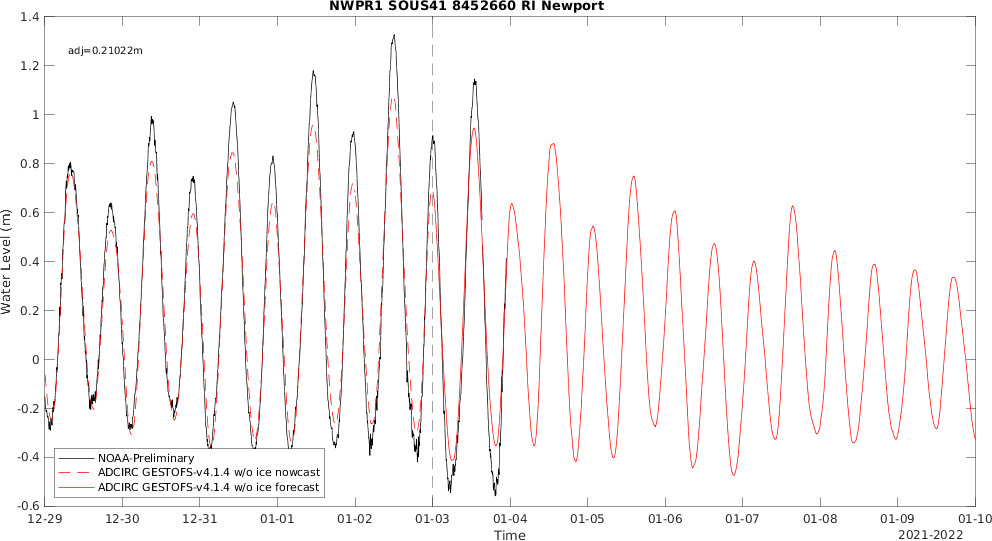 NWPR1 SOUS41 8452660 RI Newport
1.4
adj=0.21022m
1.2
1
0.8
0.6
0.4
0.2
0
-0.2
-0.4
-0.6
Water Level (m)
NOAA-Preliminary
ADCIRC GESTOFS-v4.1.4 w/o ice nowcast
ADCIRC GESTOFS-v4.1.4 w/o ice forecast
12-29 12-30 12-31 01-01 01-02 01-03 01-04 01-05 01-06 01-07 01-08 01-09 01-10
Time
2021-2022